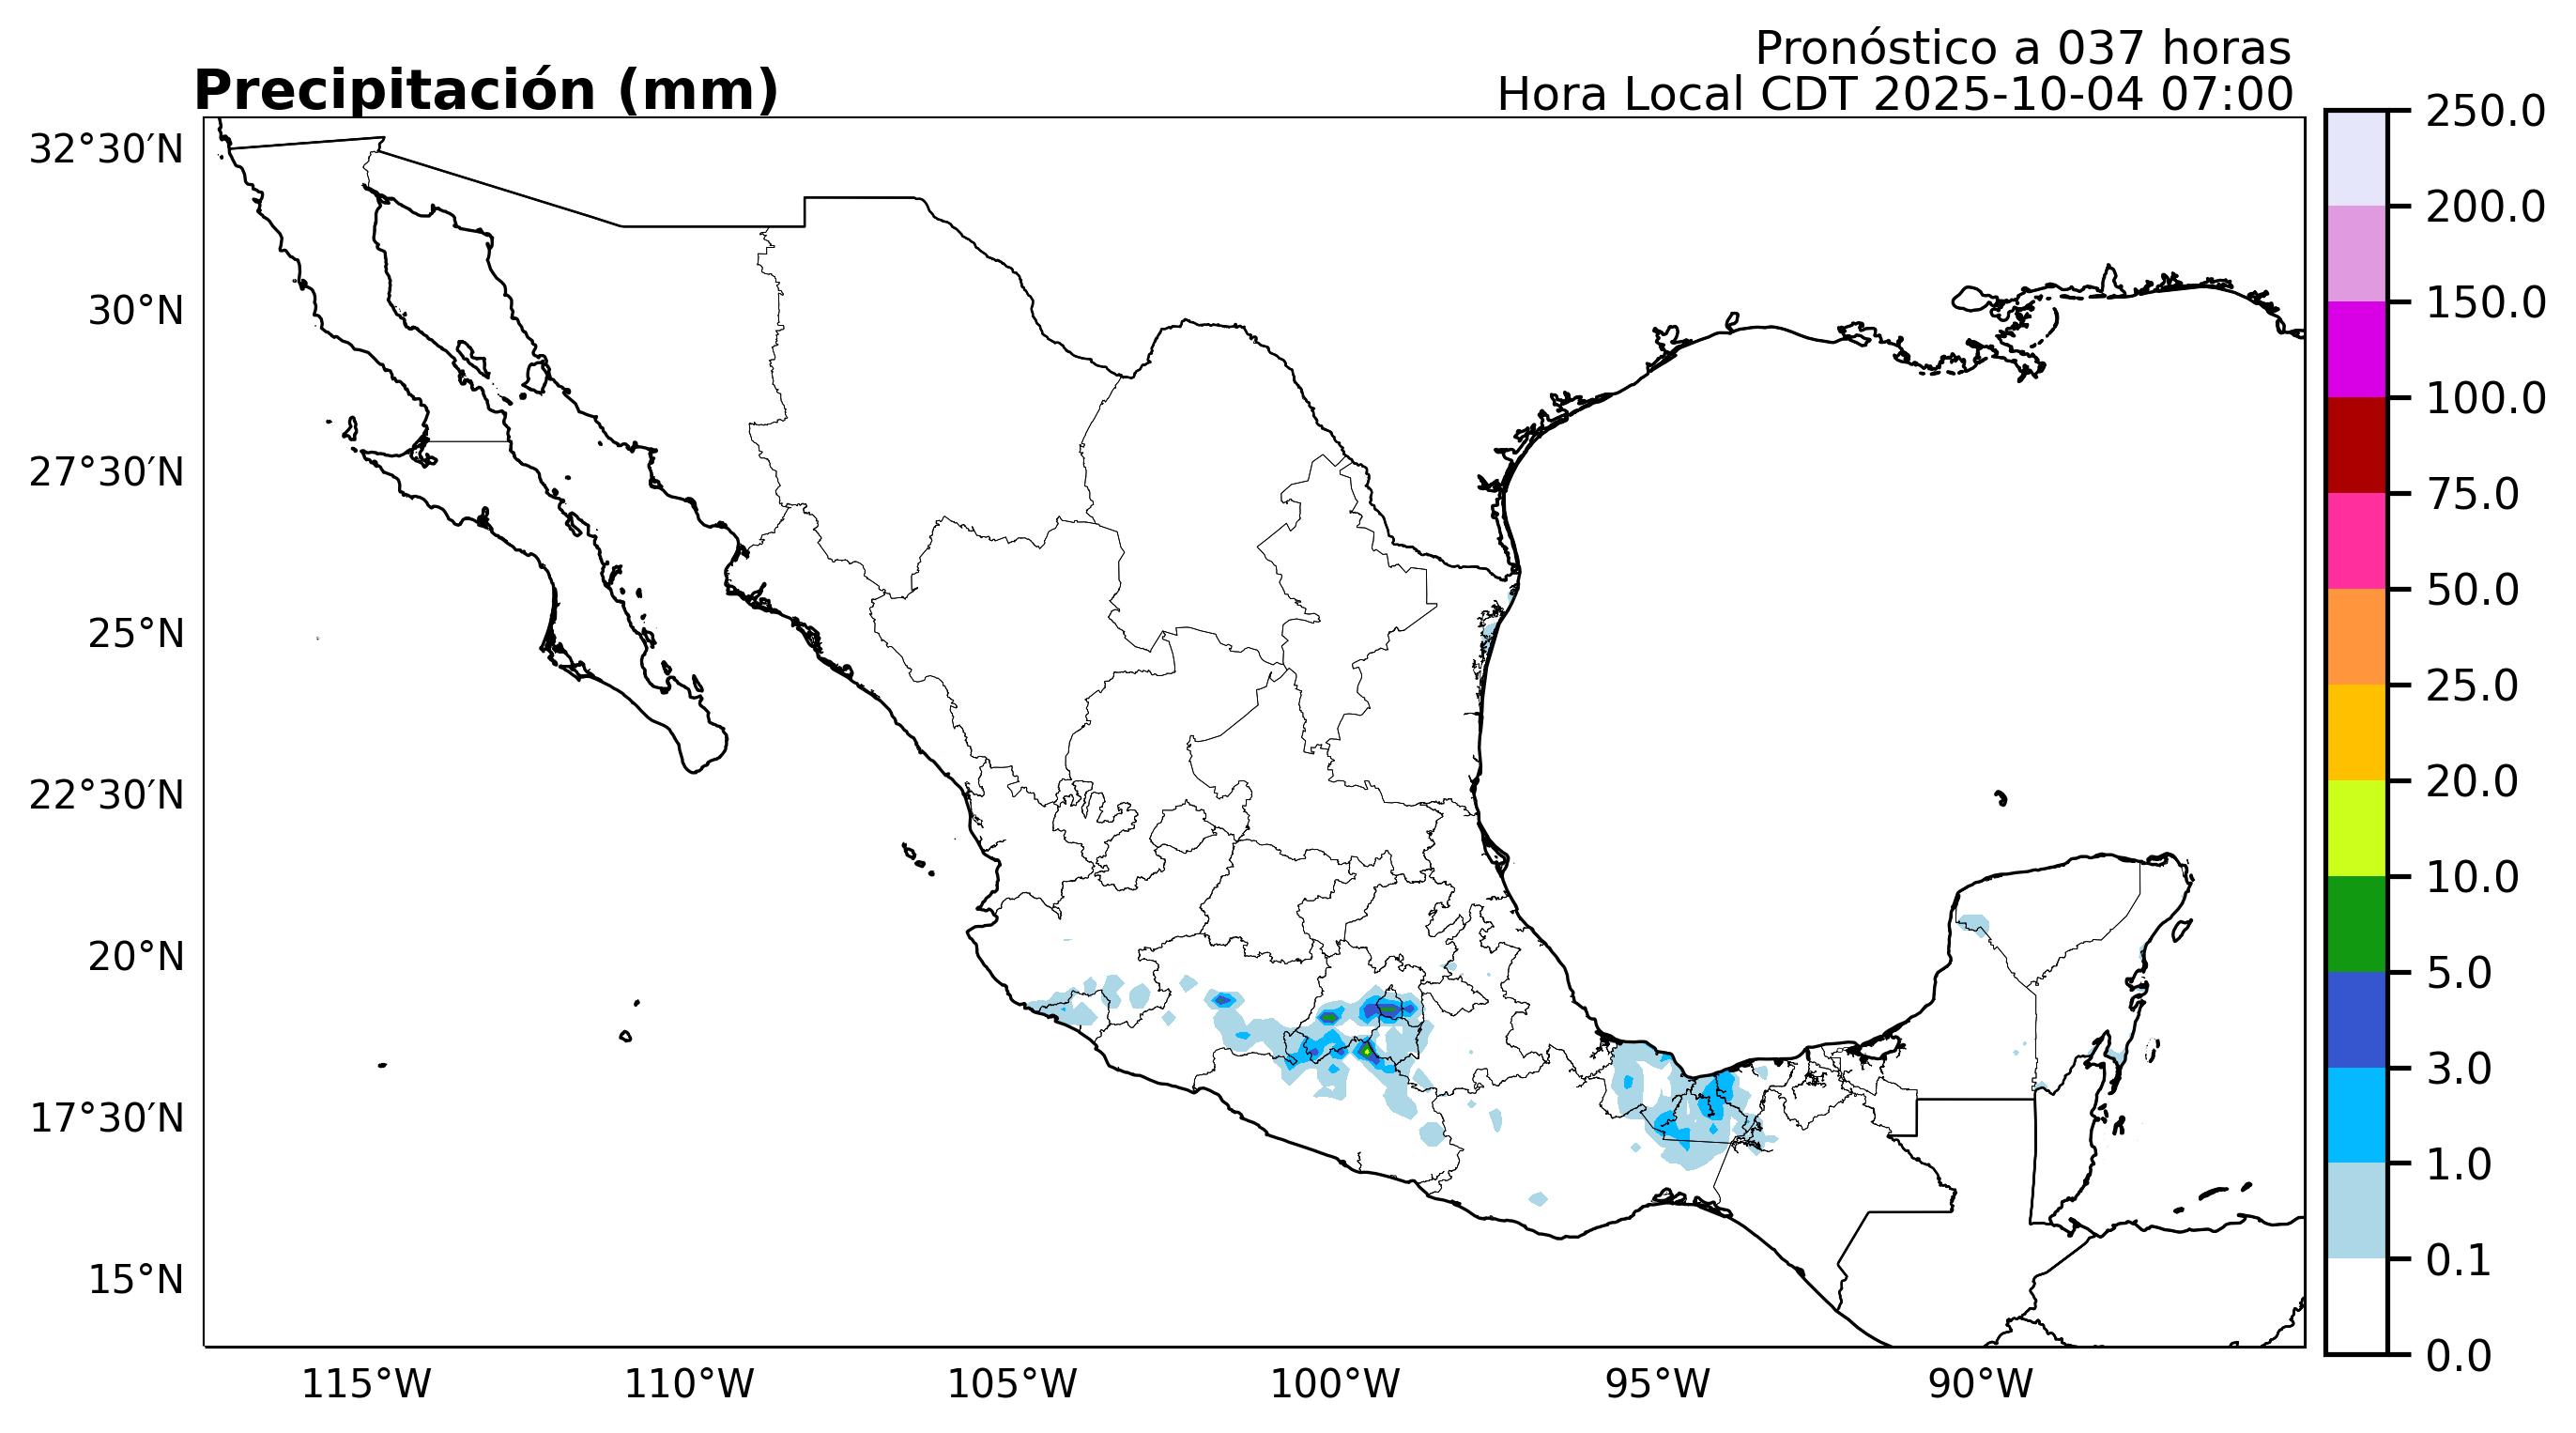 Pronóstico a 037 horas
Precipitación (mm)
Hora Local CDT 2025-10-04 07:00
32°30′N
30°N
27°30′N
25°N
22°30′N
20°N
17°30′N
15°N
115°W
110°W
105°W
100°W
95°W
90°W
250.0
200.0
150.0
100.0
75.0
50.0
25.0
20.0
10.0
5.0
3.0
1.0
0.1
0.0